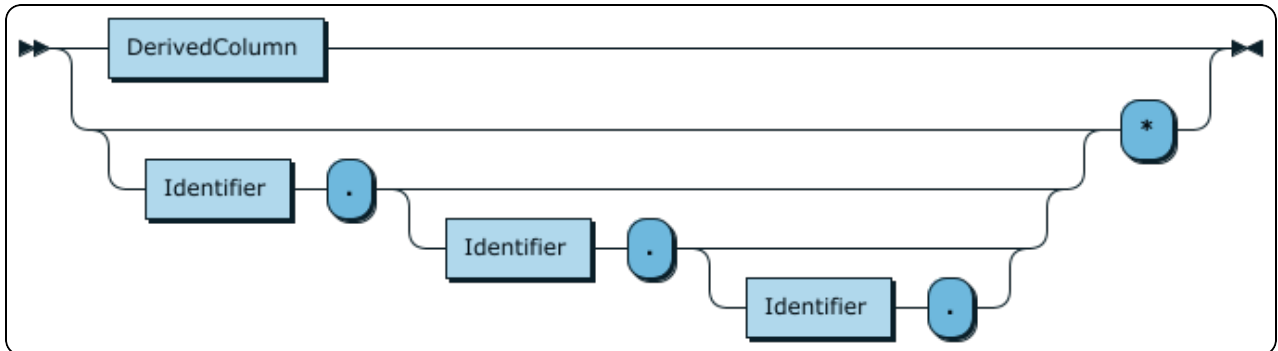 DerivedColumn
*
Identifier .
Identifier .
Identifier .